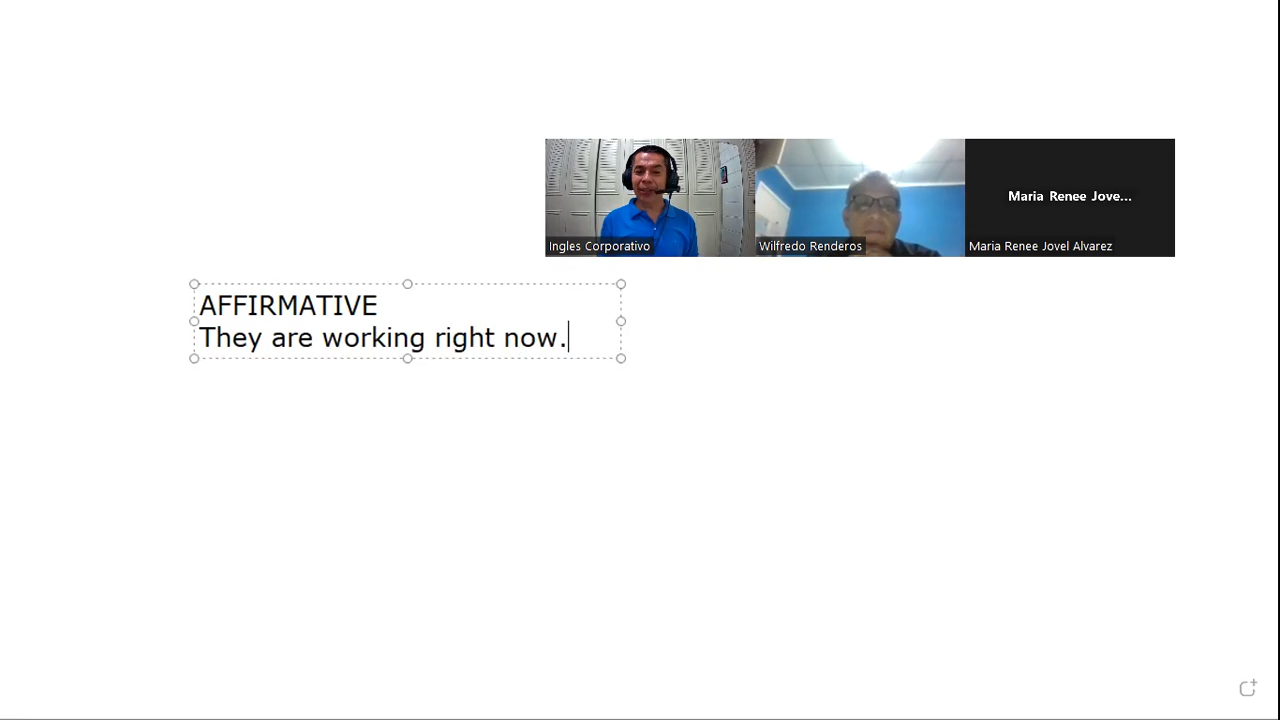 Maria Renee Jove...
Ingles Corporativo
Wilfredo Renderos
Maria Renee Jovel Alvarez
AFFIRMATIVE
They are working right now.